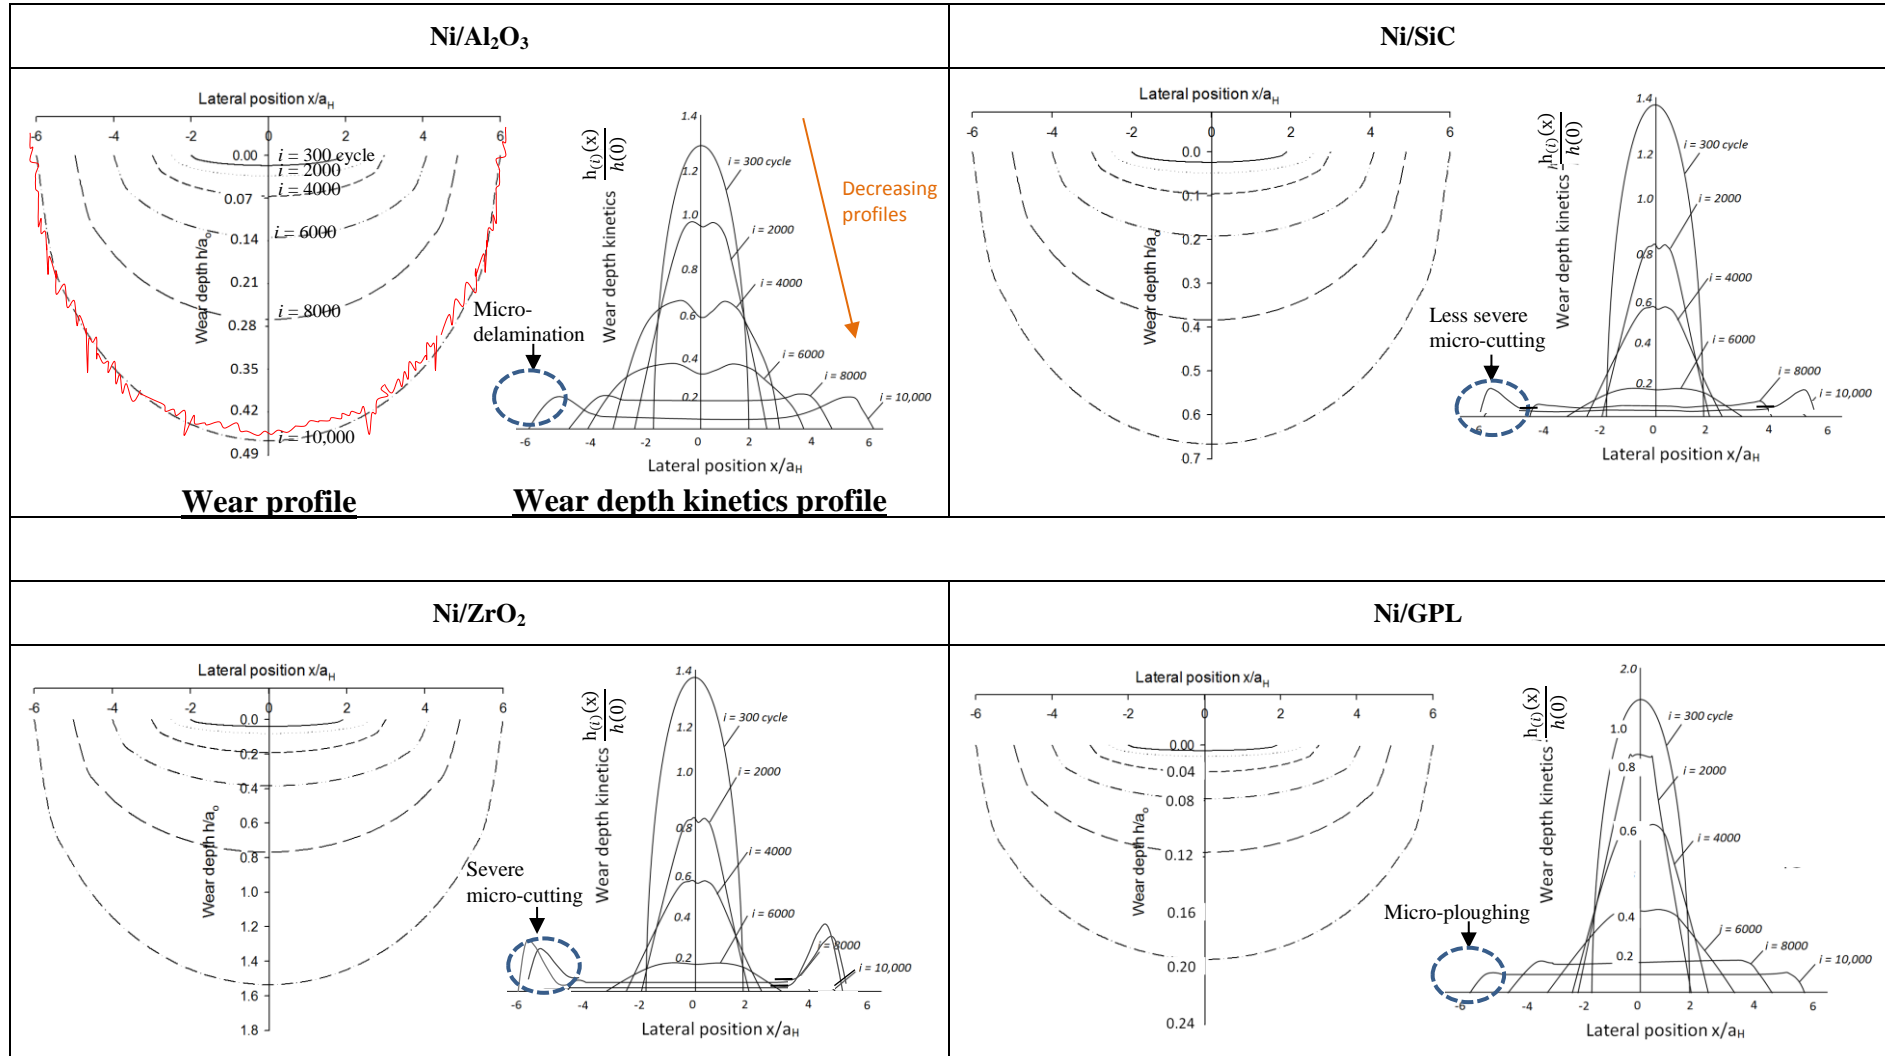 Ni/Al2O3
Lateral position x/aH
-6 -4 -2 0 2 4 6
0.00
0.07
0.14
0.21
0.28
0.35
0.42
0.49
Wear depth h/ao
i = 300 cycle
i = 2000
i = 4000
i = 6000
i = 8000
i = 10,000
Wear profile
h(i)(x)
h(0)
Wear depth kinetics
1.4
1.2
1.0
0.8
0.6
0.4
0.2
i = 300 cycle
i = 2000
i = 4000
i = 6000
i = 8000
i = 10,000
Decreasing
profiles
Micro-
delamination
-6 -4 -2 0 2 4 6
Lateral position x/aH
Wear depth kinetics profile
Ni/SiC
Lateral position x/aH
-6 -4 -2 0 2 4 6
0.0
0.1
0.2
0.3
0.4
0.5
0.6
0.7
Wear depth h/ao
h(i)(x)
h(0)
Wear depth kinetics
1.4
1.2
1.0
0.8
0.6
0.4
0.2
i = 300 cycle
i = 2000
i = 4000
i = 6000
i = 8000
i = 10,000
Less severe
micro-cutting
-6 -4 -2 0 2 4 6
Lateral position x/aH
Ni/ZrO2
Lateral position x/aH
-6 -4 -2 0 2 4 6
0.0
0.2
0.4
0.6
0.8
1.0
1.2
1.4
1.6
1.8
Wear depth h/ao
h(i)(x)
h(0)
Wear depth kinetics
1.4
1.2
1.0
0.8
0.6
0.4
0.2
i = 300 cycle
i = 2000
i = 4000
i = 6000
i = 8000
i = 10,000
Severe
micro-cutting
-6 -4 -2 0 2 4 6
Lateral position x/aH
Ni/GPL
Lateral position x/aH
-6 -4 -2 0 2 4 6
0.00
0.04
0.08
0.12
0.16
0.20
0.24
Wear depth h/ao
h(i)(x)
h(0)
Wear depth kinetics
2.0
1.0
0.8
0.6
0.4
0.2
i = 300 cycle
i = 2000
i = 4000
i = 6000
i = 8000
i = 10,000
Micro-ploughing
-6 -4 -2 0 2 4 6
Lateral position x/aH